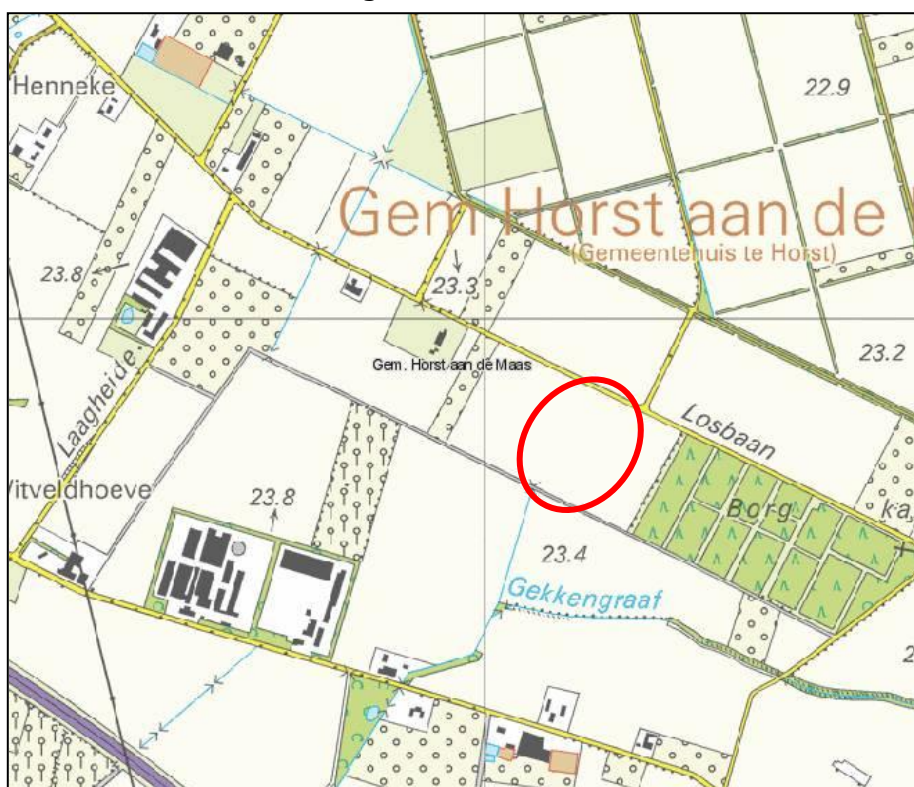 Henneke
22.9
Gem Horst aan de
(Gemeentehuis te Horst)
23.8
23.3
23.2
Gem. Horst aan de Maas
Laagheide
Losbaan
Witveldhoeve
23.8
Borg
23.4
Gekkengraaf